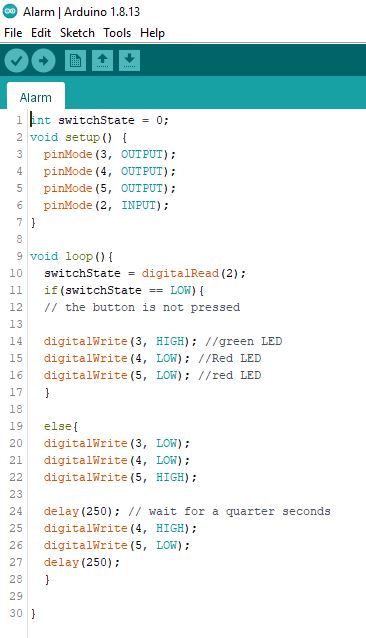 Alarm | Arduino 1.8.13
File Edit Sketch Tools Help
Alarm
1 int switchState = 0;
2 void setup() {
3 pinMode(3, OUTPUT);
4 pinMode(4, OUTPUT);
5 pinMode(5, OUTPUT);
6 pinMode(2, INPUT);
7 }
8
9 void loop(){
10 switchState = digitalRead(2);
11 if(switchState == LOW){
12 // the button is not pressed
13
14 digitalWrite(3, HIGH); //green LED
15 digitalWrite(4, LOW); //Red LED
16 digitalWrite(5, LOW); //red LED
17 }
18
19 else{
20 digitalWrite(3, LOW);
21 digitalWrite(4, LOW);
22 digitalWrite(5, HIGH);
23
24 delay(250); // wait for a quarter seconds
25 digitalWrite(4, HIGH);
26 digitalWrite(5, LOW);
27 delay(250);
28 }
29
30 }